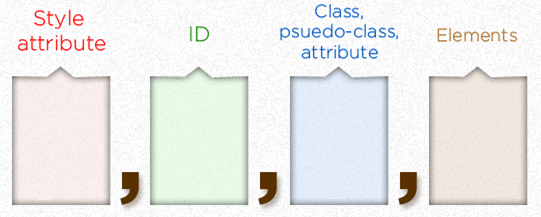 Style
attribute
ID
Class,
psuedo-class,
attribute
Elements
, , ,